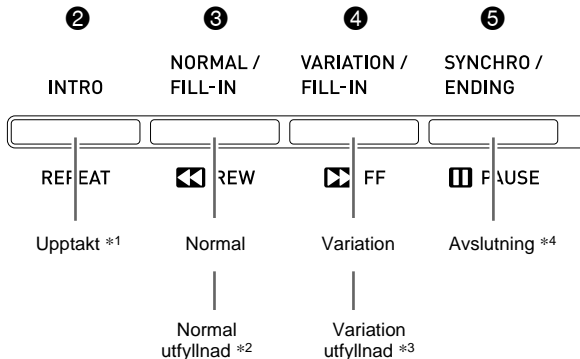 ❷ ❸ ❹ ❺
INTRO
NORMAL /
FILL-IN
VARIATION /
FILL-IN
SYNCHRO /
ENDING
REPEAT
REW
FF
PAUSE
Upptakt *1
Normal
Variation
Avslutning *4
Normal
utfyllnad *2
Variation
utfyllnad *3